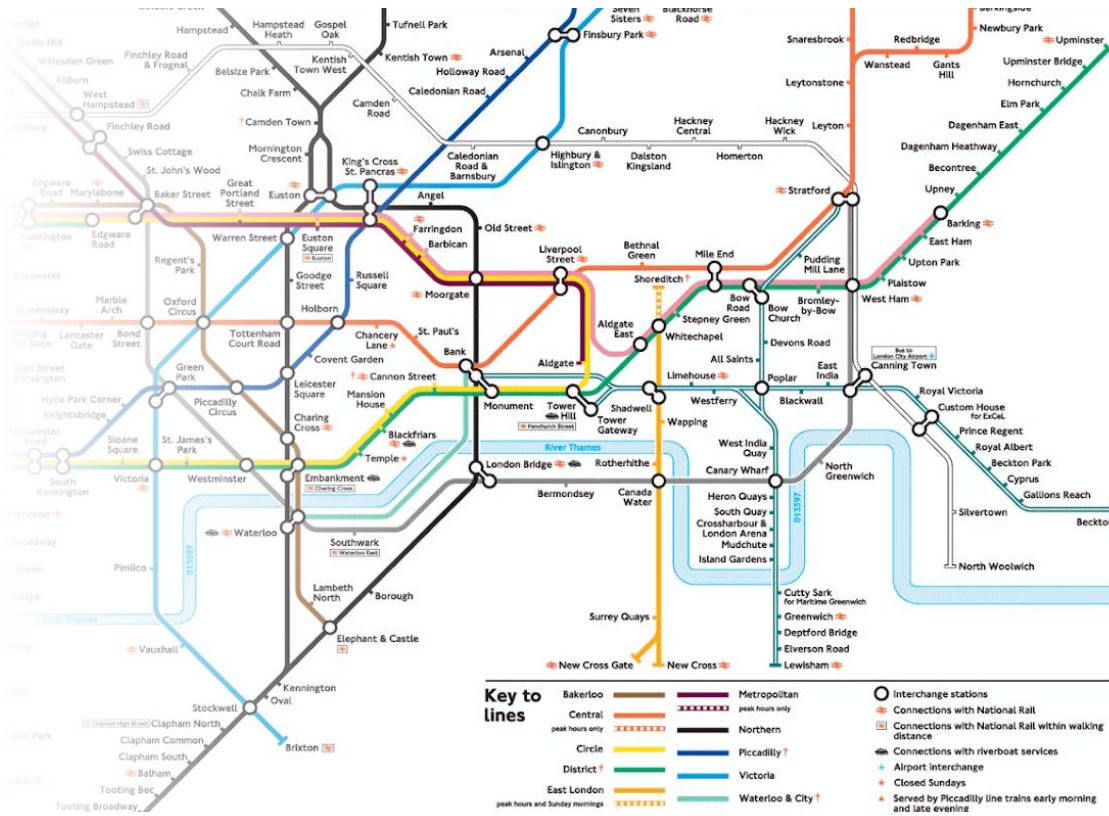 Hampstead
Hampstead
Heath
Gospel
Oak
Tufnell Park
Arsenal
Seven
Sisters
Finsbury Park
Blackhorse
Road
Snaresbrook
Redbridge
Wanstead
Gants
Hill
Barkingside
Newbury Park
Upminster
Upminster Bridge
Hornchurch
Elm Park
Dagenham East
Dagenham Heathway
Becontree
Upney
Barking
East Ham
Upton Park
Plaistow
West Ham
Dollis Hill
Willesden Green
Kilburn
West
Hampstead
Finchley Road
& Frognal
Finchley Road
Swiss Cottage
St. John's Wood
Belsize Park
Chalk Farm
Camden Town
Mornington
Crescent
Kentish
Town West
Kentish Town
Camden
Road
Holloway Road
Caledonian Road
Caledonian
Road &
Barnsbury
Highbury &
Islington
Canonbury
Dalston
Kingsland
Hackney
Central
Homerton
Hackney
Wick
Leytonstone
Leyton
Stratford
Edgware
Road
Marylebone
Baker Street
Great
Portland
Street
Euston
King's Cross
St. Pancras
Angel
Old Street
Paddington
Edgware
Road
Warren Street
Euston
Square
Euston
Farringdon
Barbican
Moorgate
Liverpool
Street
Bethnal
Green
Mile End
Shoreditch
Pudding
Mill Lane
Bow
Road
Bow
Church
Bromley-
by-Bow
Stepney Green
Whitechapel
Aldgate
East
Aldgate
Bayswater
Regent's
Park
Goodge
Street
Russell
Square
Queensway
Notting
Hill Gate
Lancaster
Gate
Marble
Arch
Bond
Street
Oxford
Circus
Tottenham
Court Road
Holborn
Chancery
Lane
St. Paul's
Bank
Covent Garden
Leicester
Square
High Street
Kensington
Hyde Park Corner
Knightsbridge
Green
Park
Piccadilly
Circus
Charing
Cross
Cannon Street
Mansion
House
Blackfriars
Temple
Monument
Tower
Hill
Fenchurch Street
Tower
Gateway
Shadwell
Limehouse
Westferry
All Saints
Devons Road
Poplar
Blackwall
East
India
Bus to
London City Airport
Canning Town
Royal Victoria
Custom House
for ExCeL
Prince Regent
Royal Albert
Beckton Park
Cyprus
Gallions Reach
Silvertown
North Woolwich
Gloucester
Road
South
Kensington
Sloane
Square
Victoria
St. James's
Park
Westminster
Embankment
Charing Cross
River Thames
Wapping
Rotherhithe
Canada
Water
London Bridge
Bermondsey
West India
Quay
Canary Wharf
North
Greenwich
Heron Quays
South Quay
Crossharbour &
London Arena
Mudchute
Island Gardens
013597
Waterloo
Southwark
Waterloo East
Lambeth
North
Borough
Elephant & Castle
013597
Pimlico
River Thames
Vauxhall
Kennington
Oval
Stockwell
Clapham High Street
Clapham North
Clapham Common
Clapham South
Balham
Tooting Bec
Tooting Broadway
Brixton
Surrey Quays
New Cross Gate
New Cross
Cutty Sark
for Maritime Greenwich
Greenwich
Deptford Bridge
Elverson Road
Lewisham
Key to
lines
Bakerloo
Central
peak hours only
Circle
District
East London
peak hours and Sunday mornings
Metropolitan
peak hours only
Northern
Piccadilly
Victoria
Waterloo & City
Interchange stations
Connections with National Rail
Connections with National Rail within walking
distance
Connections with riverboat services
Airport interchange
Closed Sundays
Served by Piccadilly line trains early morning
and late evening